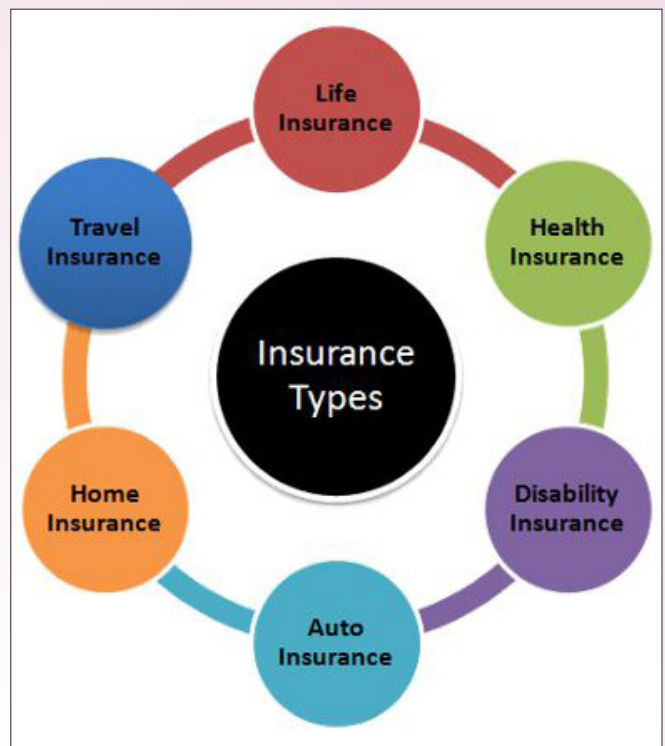 Life
Insurance
Health
Insurance
Disability
Insurance
Auto
Insurance
Home
Insurance
Travel
Insurance
Insurance
Types